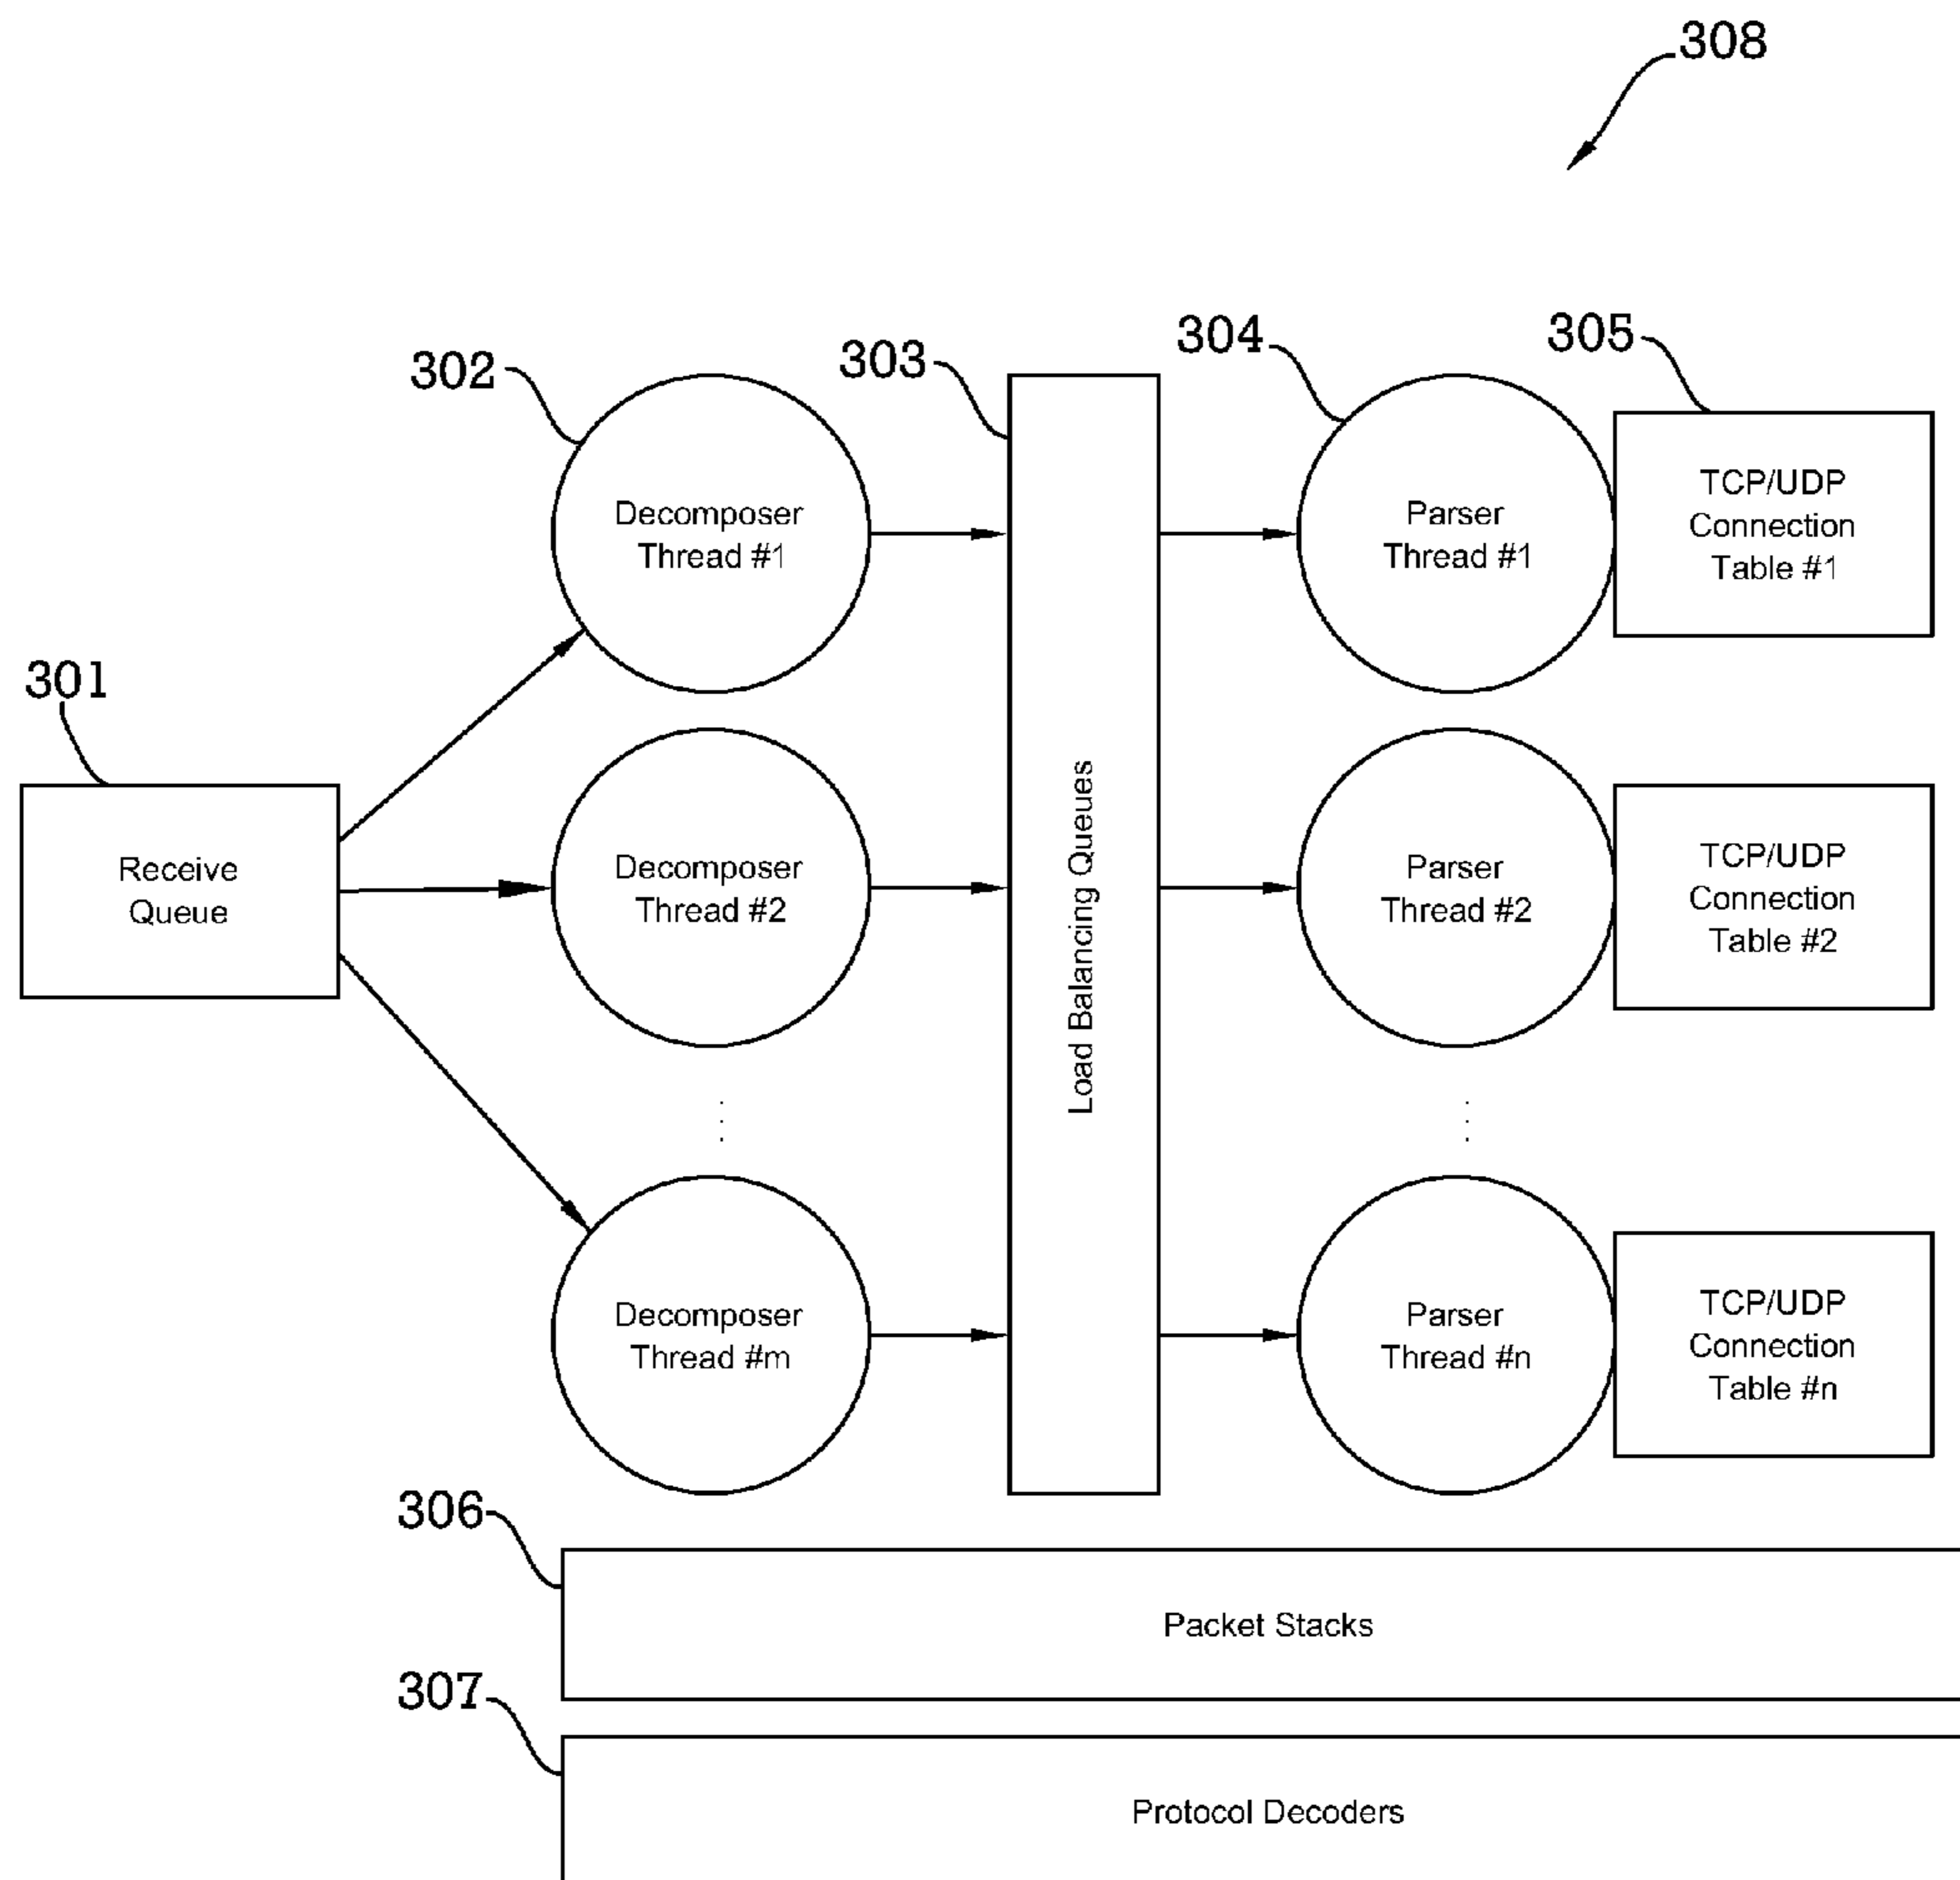 308
302
303
304
305
Decomposer
Thread #1
Parser
Thread #1
TCP/UDP
Connection
Table #1
301
Receive
Queue
Decomposer
Thread #2
Load Balancing Queues
Parser
Thread #2
TCP/UDP
Connection
Table #2
Decomposer
Thread #m
Parser
Thread #n
TCP/UDP
Connection
Table #n
306
Packet Stacks
307
Protocol Decoders